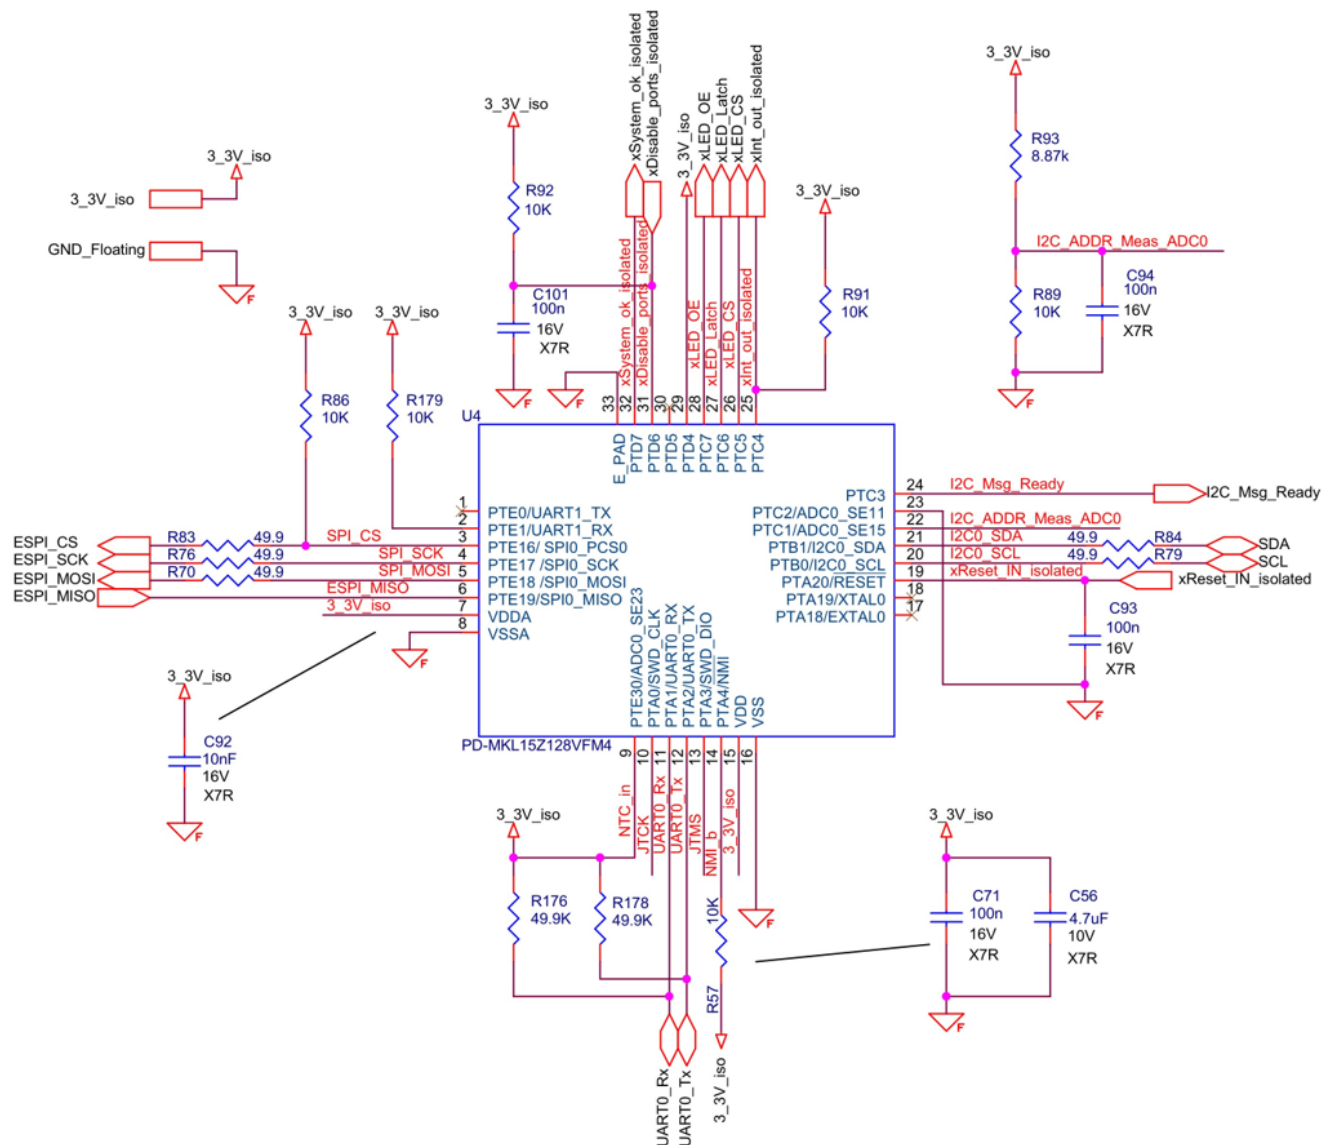 3_3V_iso
3_3V_iso
GND_Floating
3_3V_iso
R92
10K
C101
100n
16V
X7R
F
xSystem_ok_isolated
xDisable_ports_isolated
3_3V_iso
xLED_OE
xLED_Latch
xLED_CS
xInt_out_isolated
3_3V_iso
R91
10K
3_3V_iso
R93
8.87k
I2C_ADDR_Meas_ADC0
R89
10K
C94
100n
16V
X7R
F
F
3_3V_iso
3_3V_iso
R86
10K
R179
10K
F
xSystem_ok_isolated
xDisable_ports_isolated
xLED_OE
xLED_Latch
xLED_CS
xInt_out_isolated
33
32
31
30
29
28
27
26
25
U4
E_PAD
PTD7
PTD6
PTD5
PTD4
PTC7
PTC6
PTC5
PTC4
1
PTE0/UART1_TX
2
PTE1/UART1_RX
ESPI_CS
R83
49.9
SPI_CS
3
PTE16/ SPI0_PCS0
ESPI_SCK
R76
49.9
SPI_SCK
4
PTE17 /SPI0_SCK
ESPI_MOSI
R70
49.9
SPI_MOSI
5
PTE18 /SPI0_MOSI
ESPI_MISO
ESPI_MISO
6
PTE19/SPI0_MISO
3_3V_iso
7
VDDA
8
VSSA
F
PTC3
24
I2C_Msg_Ready
I2C_Msg_Ready
PTC2/ADC0_SE11
23
PTC1/ADC0_SE15
22
I2C_ADDR_Meas_ADC0
PTB1/I2C0_SDA
21
I2C0_SDA
49.9
R84
SDA
PTB0/I2C0_SCL
20
I2C0_SCL
49.9
R79
SCL
PTA20/RESET
19
xReset_IN_isolated
xReset_IN_isolated
PTA19/XTAL0
18
PTA18/EXTAL0
17
C93
100n
16V
X7R
F
PTE30/ADC0_SE23
PTA0/SWD_CLK
PTA1/UART0_RX
PTA2/UART0_TX
PTA3/SWD_DIO
PTA4/NMI
VDD
VSS
PD-MKL15Z128VFM4
9
10
11
12
13
14
15
16
3_3V_iso
C92
10nF
16V
X7R
F
NTC_in
JTCK
UART0_Rx
UART0_Tx
JTMS
NMI_b
3_3V_iso
3_3V_iso
R176
49.9K
R178
49.9K
10K
R57
3_3V_iso
F
UART0_Rx
UART0_Tx
3_3V_iso
C71
100n
16V
X7R
C56
4.7uF
10V
X7R
F